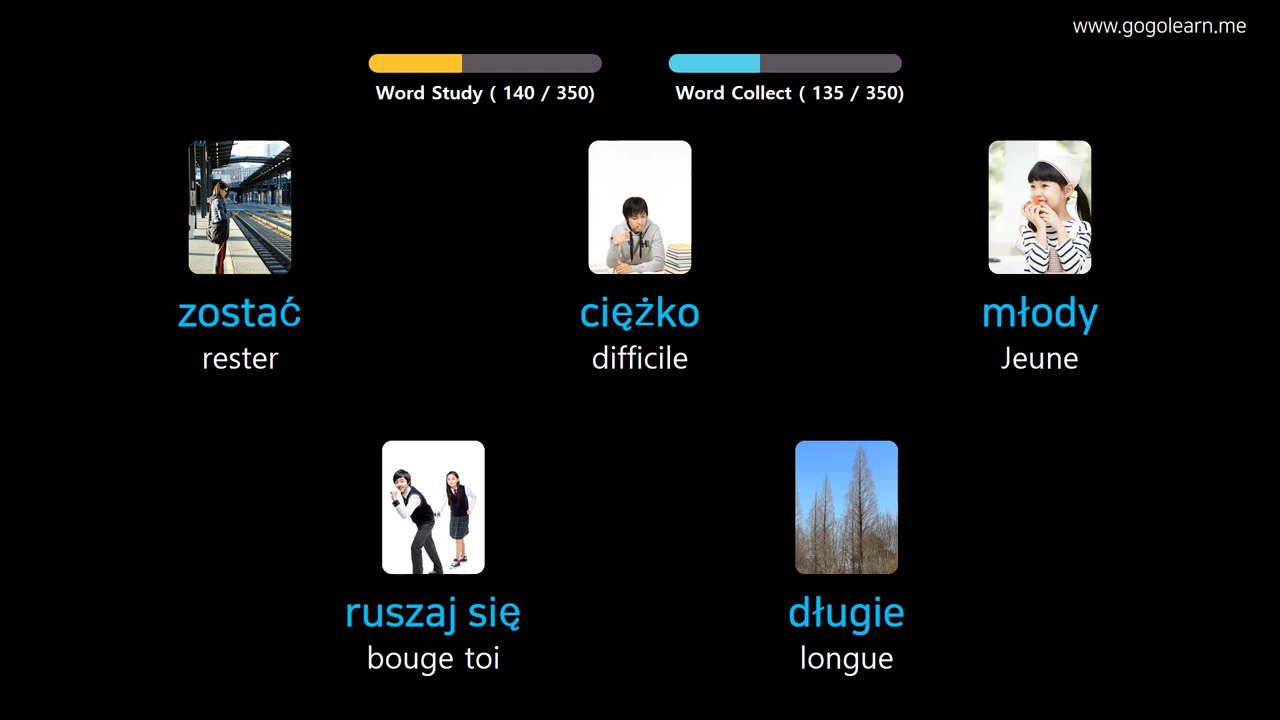 www.gogolearn.me
Word Study ( 140 / 350)
Word Collect ( 135 / 350)
zostać
rester
ciężko
difficile
młody
Jeune
ruszaj się
bouge toi
długie
longue